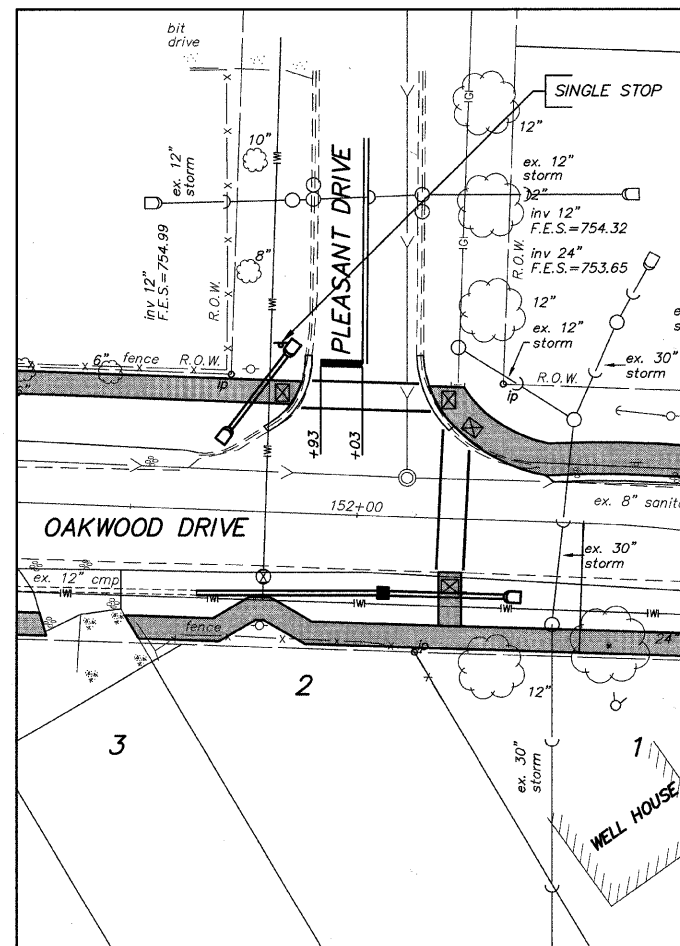 bit
drive
SINGLE STOP
10"
12"
ex. 12"
storm
PLEASANT DRIVE
ex. 12"
storm
2"
inv 12"
F.E.S.=754.32
inv 24"
F.E.S.=753.65
8"
inv 12"
F.E.S.=754.99
R.O.W.
R.O.W.
12"
ex. 12"
storm
6"
fence
R.O.W.
ip
ex. 30"
storm
ip
R.O.W.
+93
+03
152+00
ex. 8" sanita
OAKWOOD DRIVE
ex. 30"
storm
ex. 12" cmp
fence
ip
24"
2
12"
3
1
ex. 30"
storm
WELL HOUSE